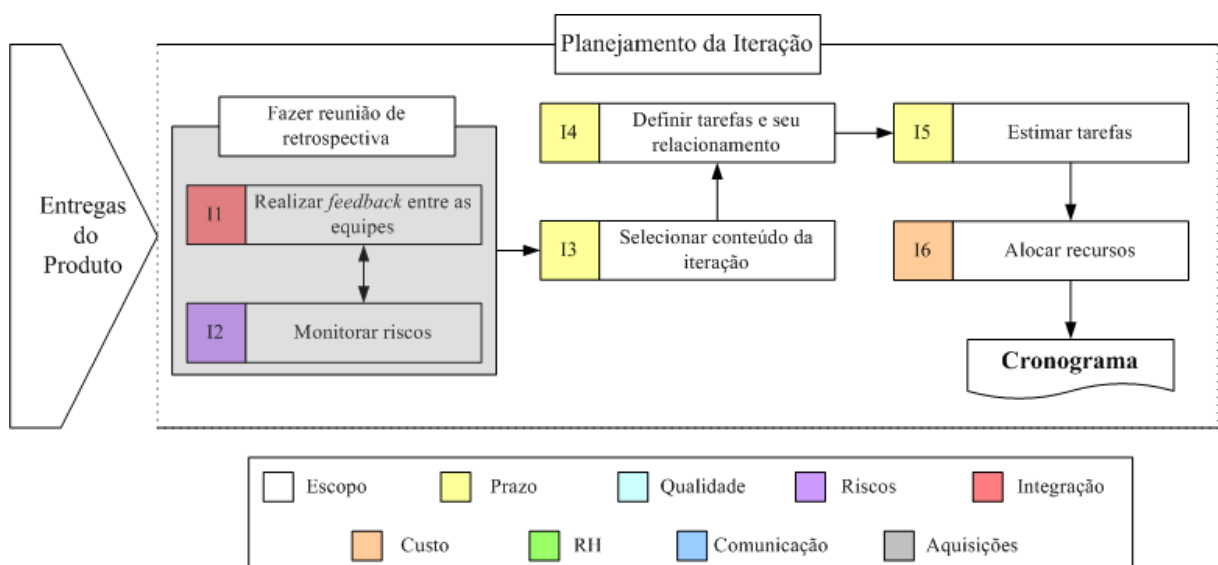 Planejamento da Iteração
Entregas
do
Produto
Fazer reunião de
retrospectiva
I1
Realizar feedback entre as
equipes
I2
Monitorar riscos
I3
Selecionar conteúdo da
iteração
I4
Definir tarefas e seu
relacionamento
I5
Estimar tarefas
I6
Alocar recursos
Cronograma
Escopo
Prazo
Qualidade
Riscos
Integração
Custo
RH
Comunicação
Aquisições